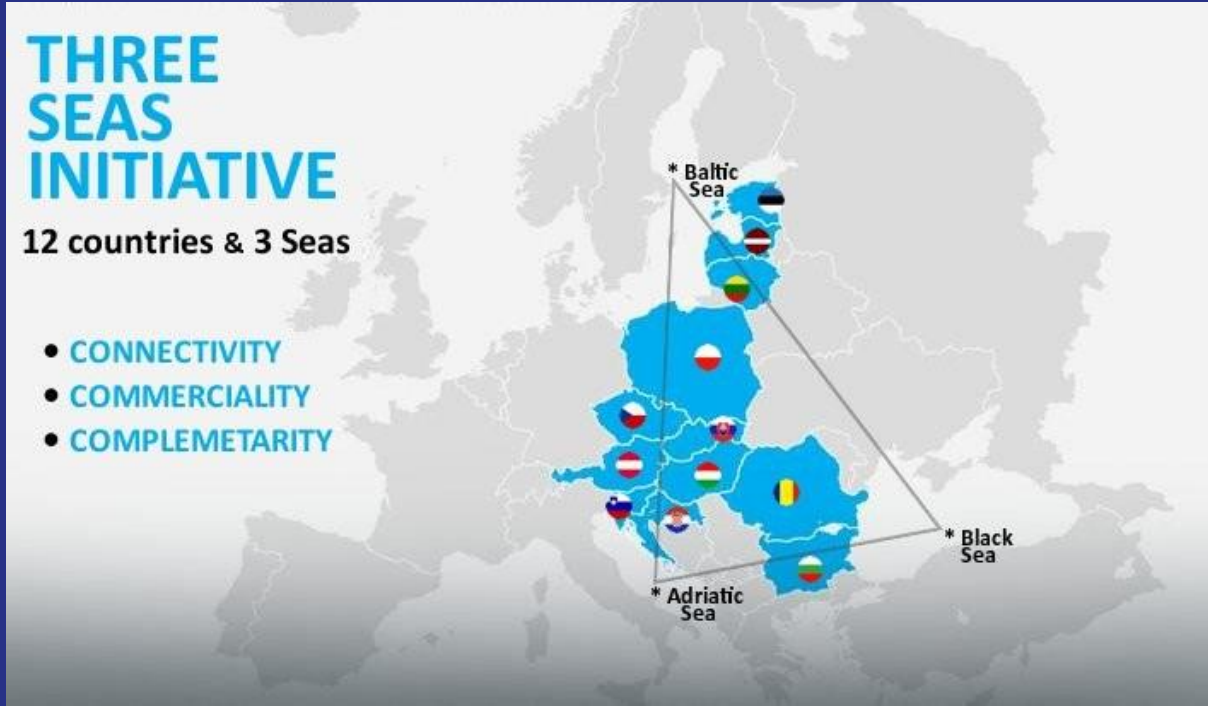 THREE
SEAS
INITIATIVE
12 countries & 3 Seas
• CONNECTIVITY
• COMMERCIALITY
• COMPLEMETARITY
* Baltic
Sea
* Black
Sea
* Adriatic
Sea